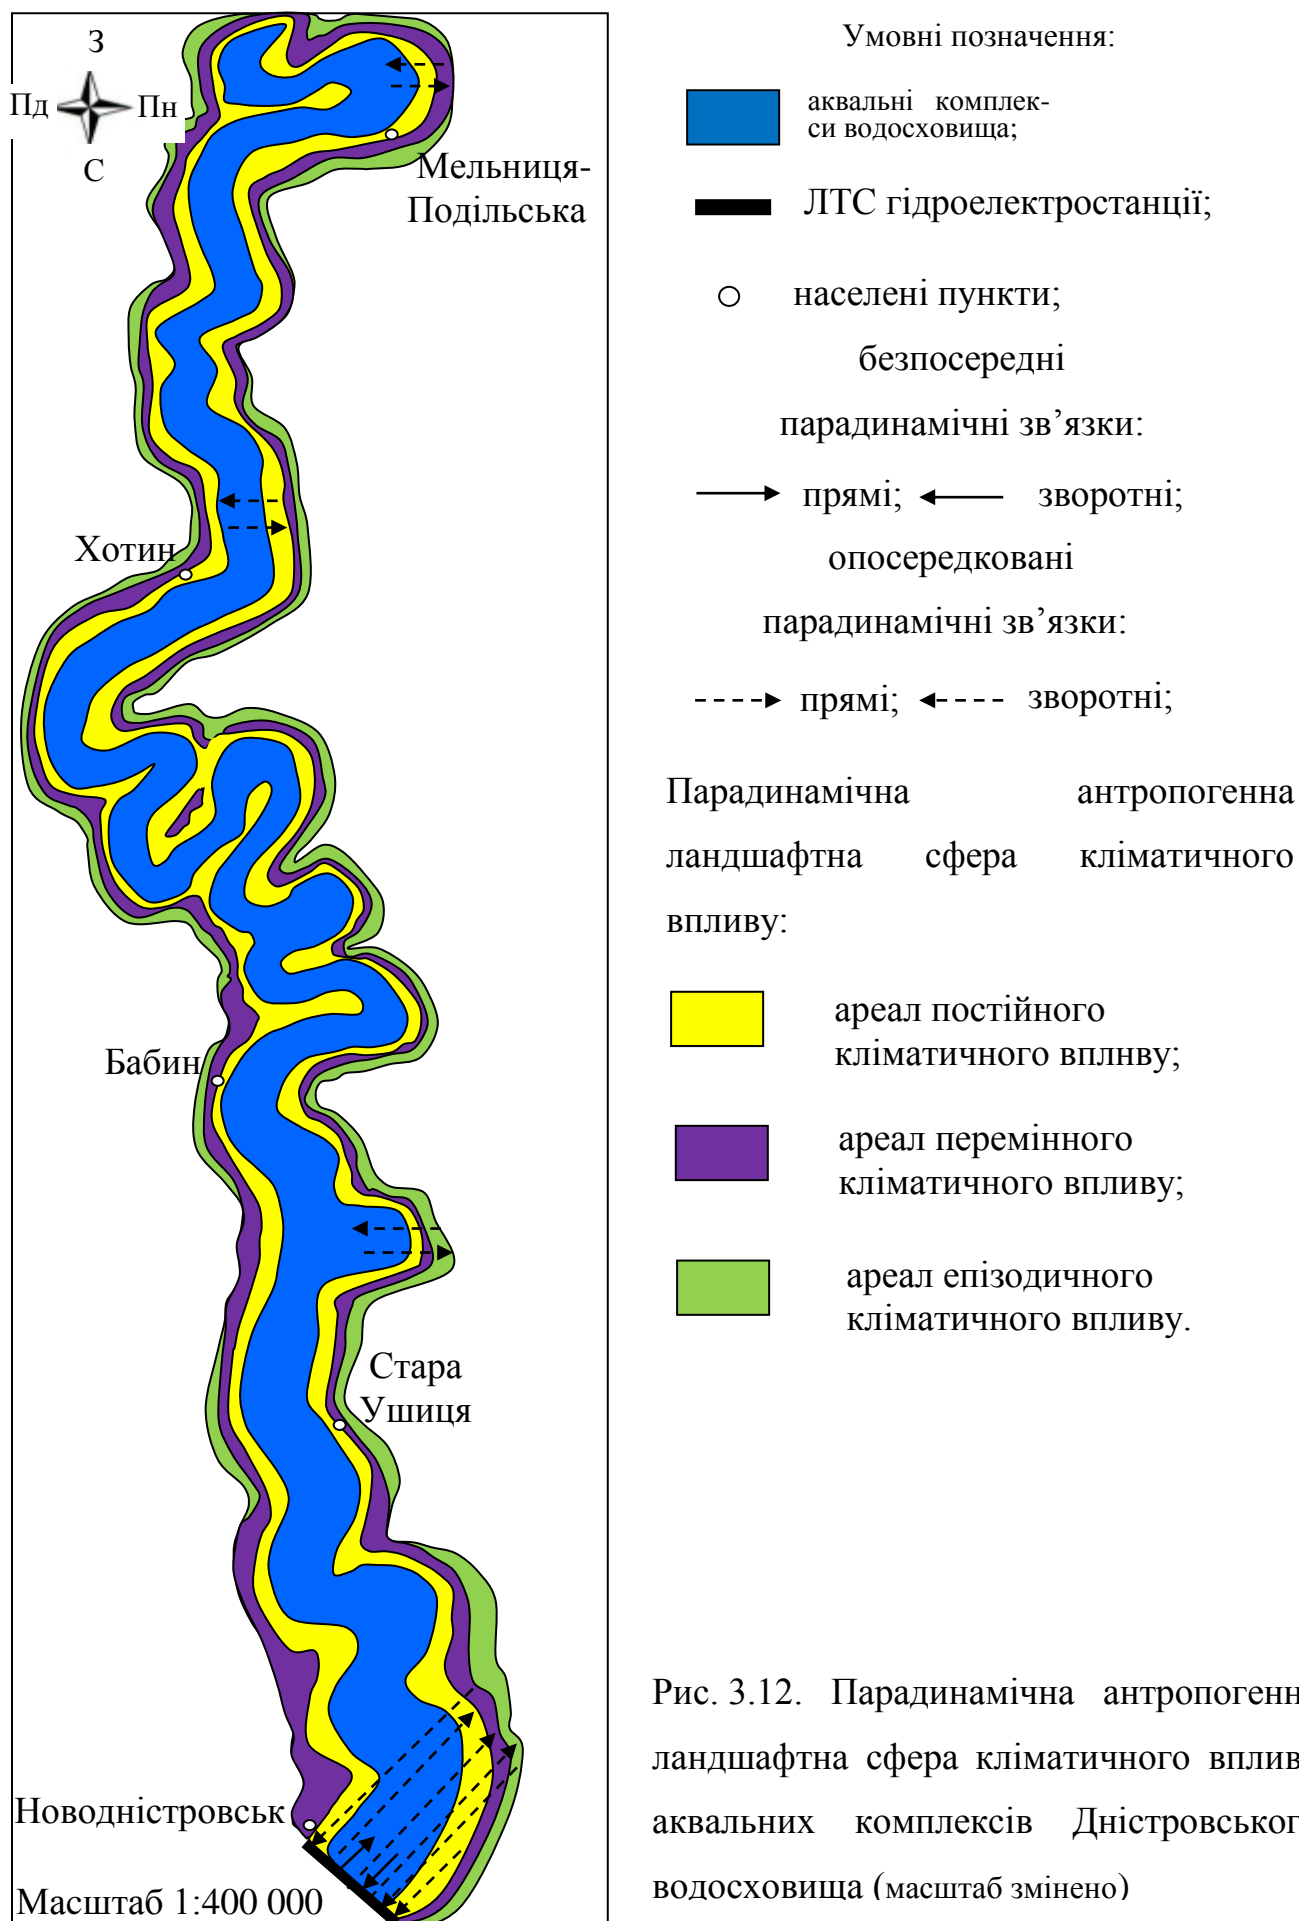 З
Пд Пн
С
Мельниця-
Подільська
Хотин
Бабин
Стара
Ушиця
Новодністровськ
Масштаб 1:400 000
Умовні позначення:
аквальні комплек-
си водосховища;
ЛТС гідроелектростанції;
населені пункти;
безпосередні
парадинамічні зв’язки:
прямі; зворотні;
опосередковані
парадинамічні зв’язки:
прямі; зворотні;
Парадинамічна антропогенна
ландшафтна сфера кліматичного
впливу:
ареал постійного
кліматичного вплнву;
ареал перемінного
кліматичного впливу;
ареал епізодичного
кліматичного впливу.
Рис. 3.12. Парадинамічна антропогенн
ландшафтна сфера кліматичного вплив
аквальних комплексів Дністровськог
водосховища (масштаб змінено)